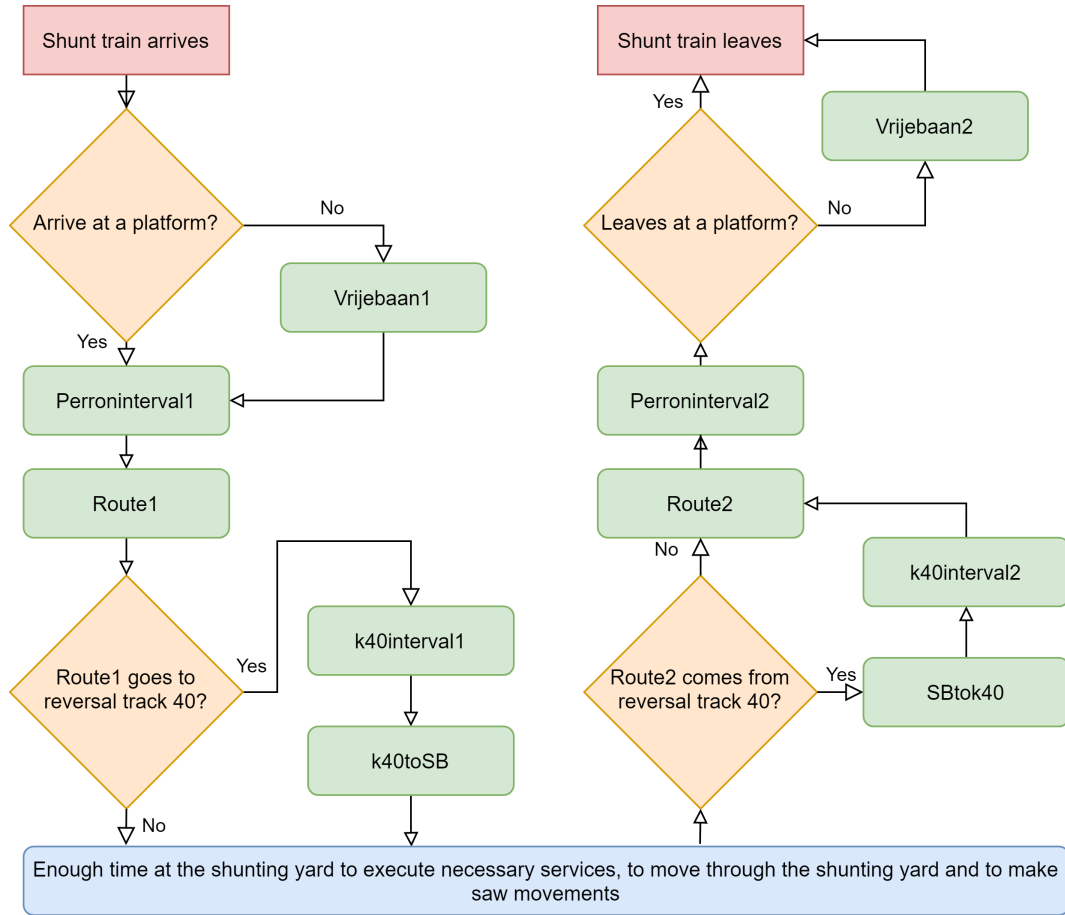 Shunt train arrives
Arrive at a platform?
No
Vrijebaan1
Yes
Perroninterval1
Route1
Route1 goes to
reversal track 40?
Yes
k40interval1
k40toSB
No
Shunt train leaves
Yes
Vrijebaan2
Leaves at a platform?
No
Perroninterval2
Route2
No
k40interval2
Route2 comes from
reversal track 40?
Yes
SBtok40
Enough time at the shunting yard to execute necessary services, to move through the shunting yard and to make
saw movements